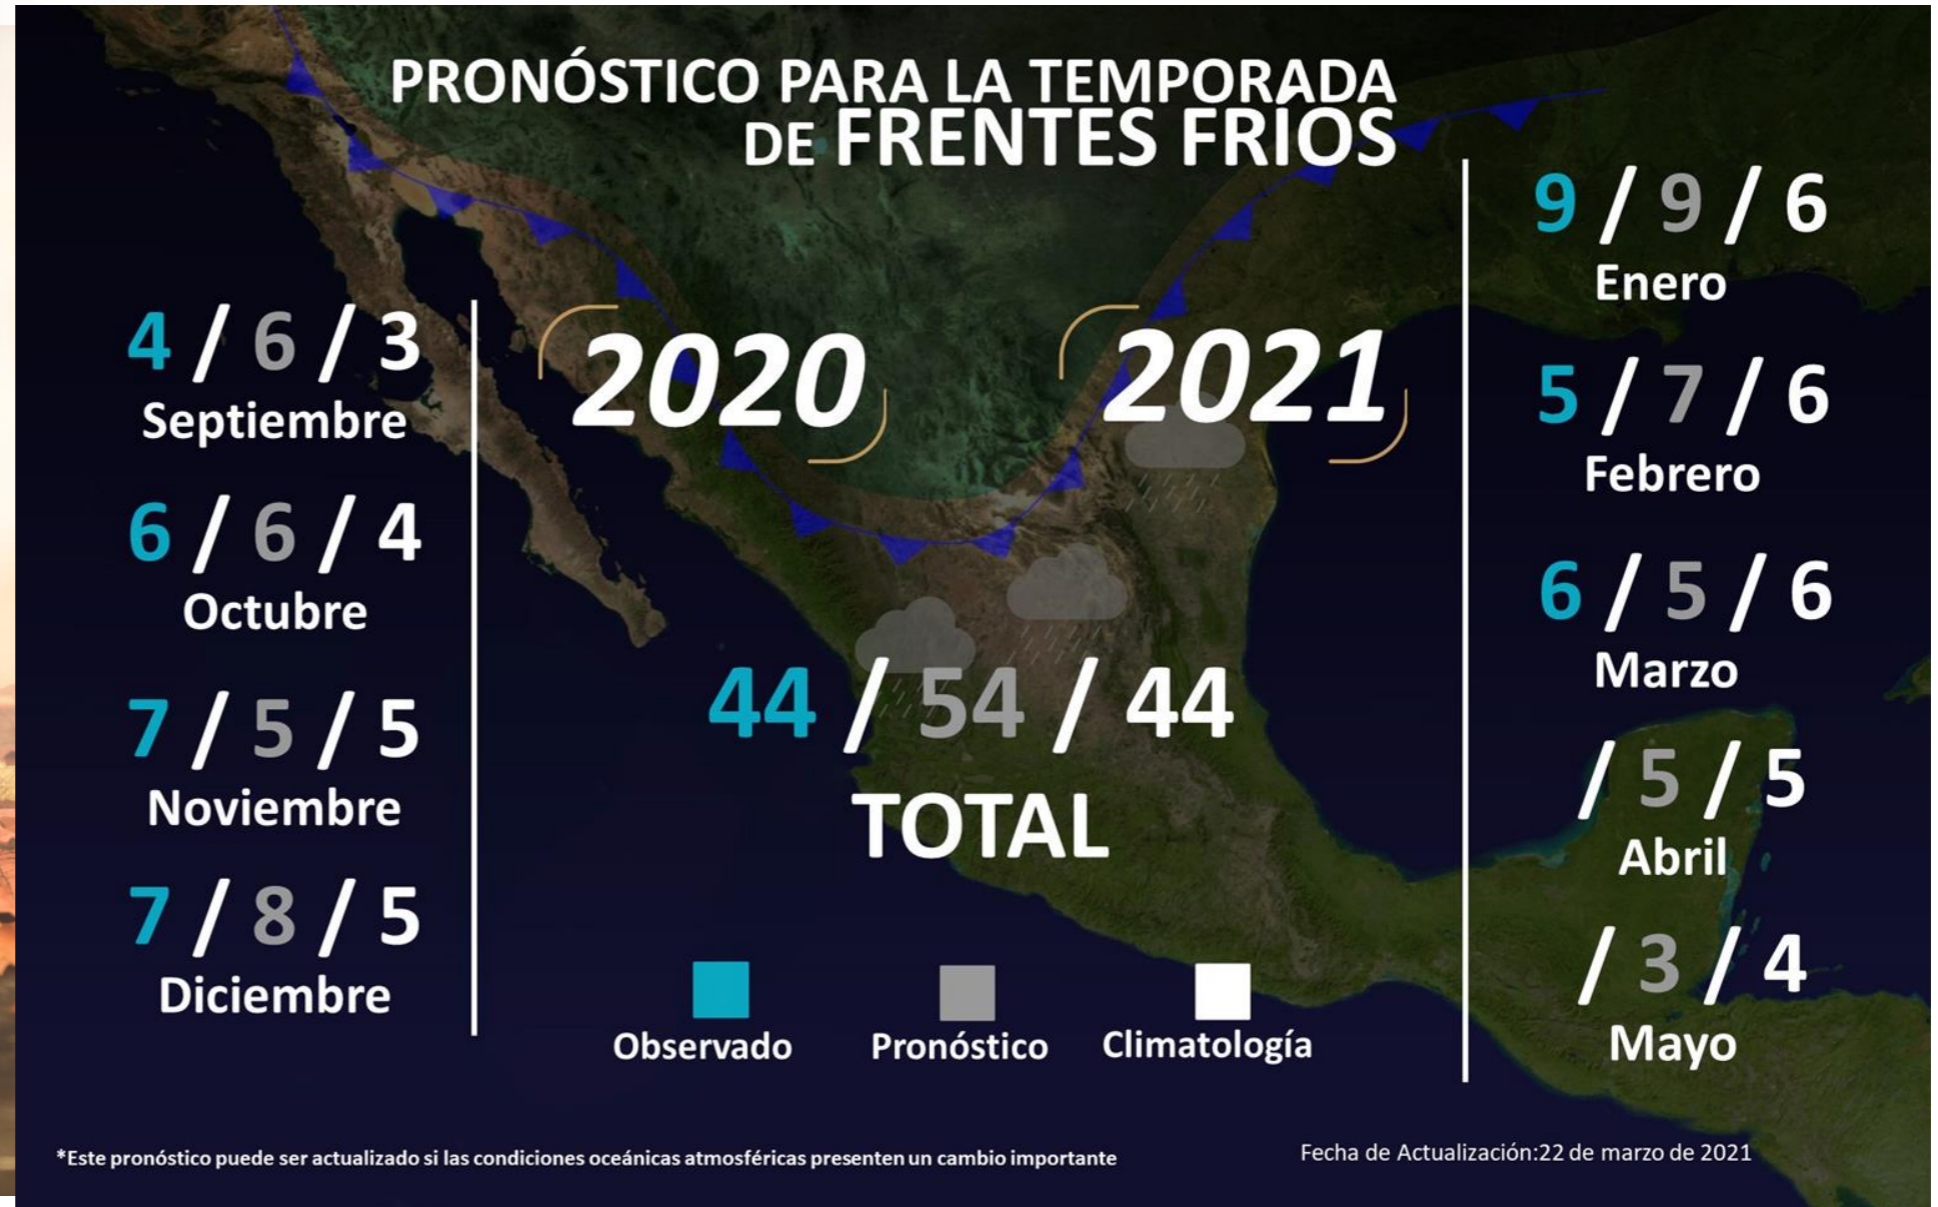 PRONÓSTICO PARA LA TEMPORADA
DE FRENTES FRÍOS
2020
2021
4 / 6 / 3
Septiembre
6 / 6 / 4
Octubre
7 / 5 / 5
Noviembre
7 / 8 / 5
Diciembre
9 / 9 / 6
Enero
5 / 7 / 6
Febrero
6 / 5 / 6
Marzo
/ 5 / 5
Abril
/ 3 / 4
Mayo
44 / 54 / 44
TOTAL
Observado
Pronóstico
Climatología
*Este pronóstico puede ser actualizado si las condiciones oceánicas atmosféricas presenten un cambio importante
Fecha de Actualización:22 de marzo de 2021